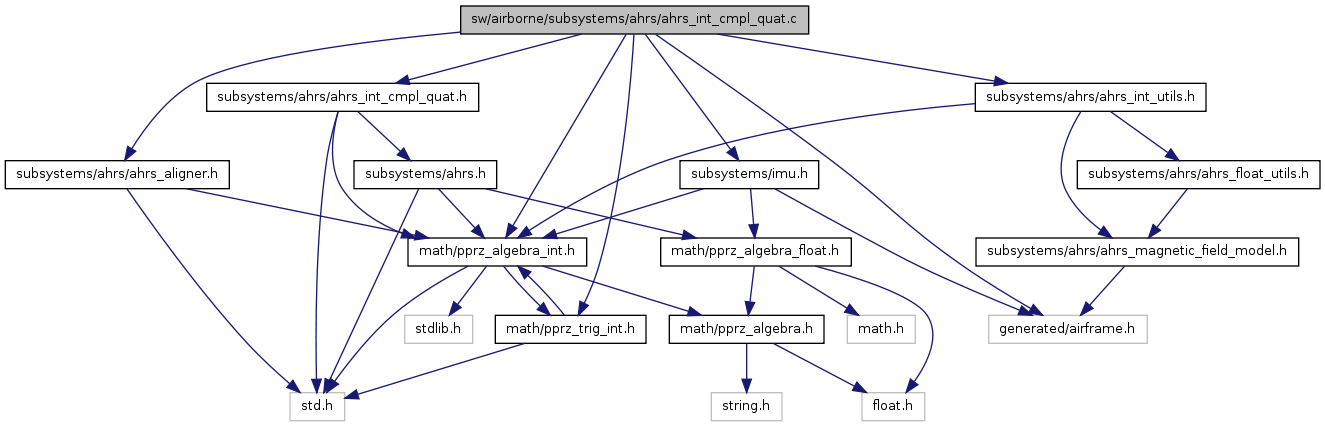 sw/airborne/subsystems/ahrs/ahrs_int_cmpl_quat.c
subsystems/ahrs/ahrs_int_cmpl_quat.h
subsystems/ahrs/ahrs_int_utils.h
subsystems/ahrs/ahrs_aligner.h
subsystems/ahrs.h
subsystems/imu.h
subsystems/ahrs/ahrs_float_utils.h
math/pprz_algebra_int.h
math/pprz_algebra_float.h
subsystems/ahrs/ahrs_magnetic_field_model.h
stdlib.h
math/pprz_trig_int.h
math/pprz_algebra.h
math.h
generated/airframe.h
std.h
string.h
float.h